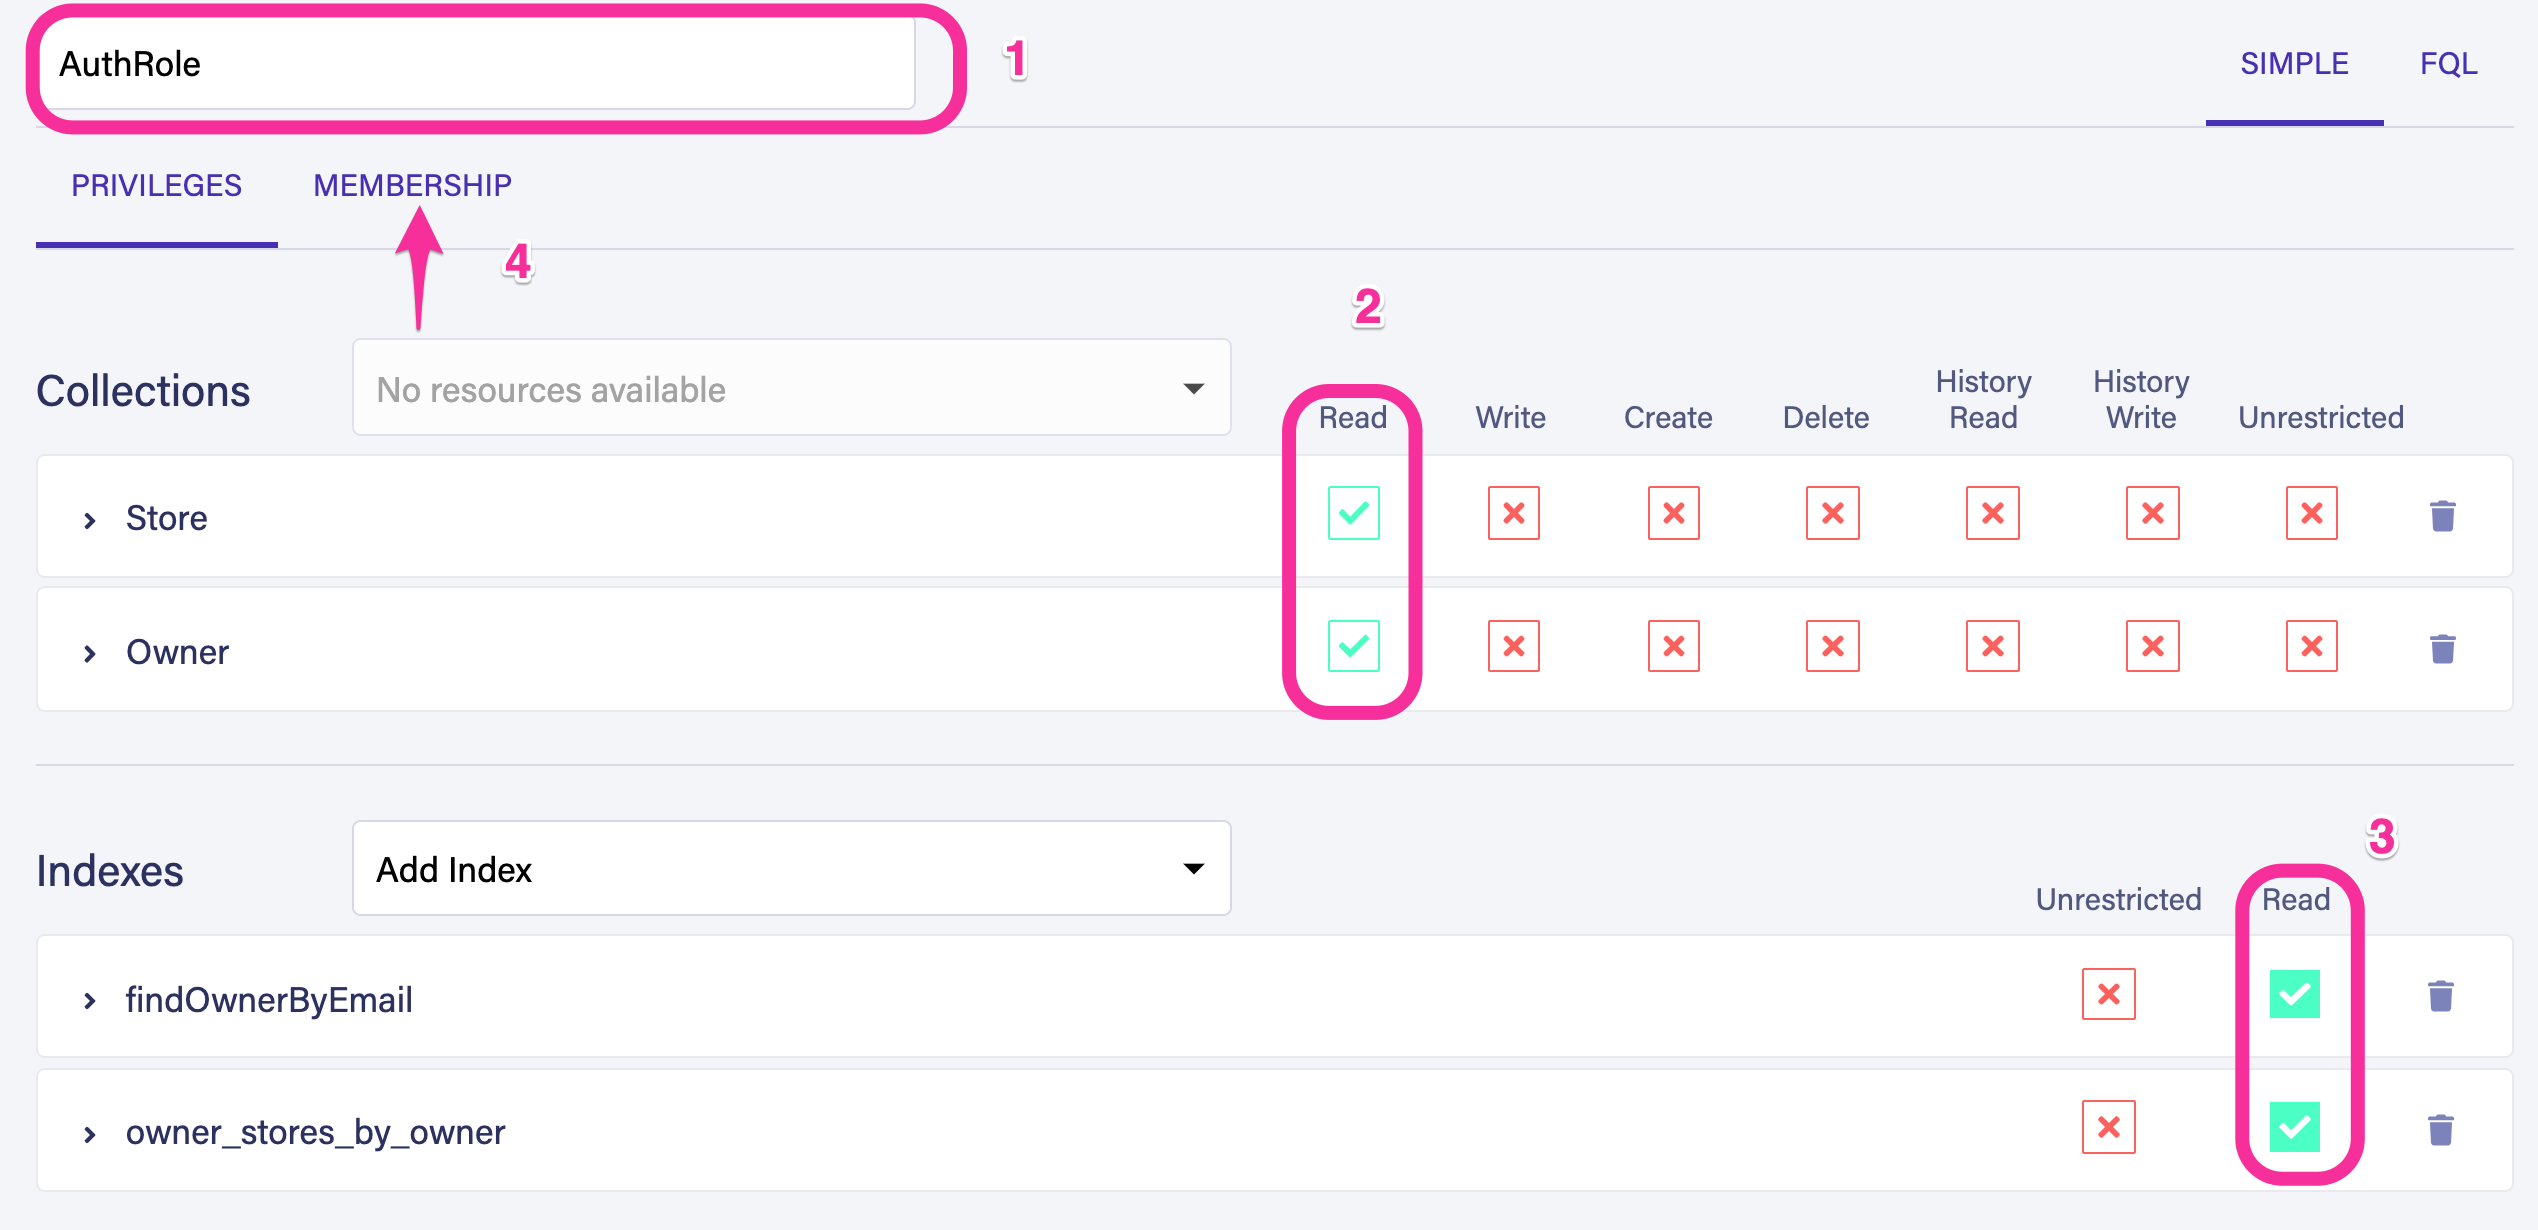 AuthRole
1
SIMPLE FQL
PRIVILEGES MEMBERSHIP
4
2
Collections No resources available Read Write Create Delete History Read History Write Unrestricted
Store
Owner
3
Indexes Add Index Unrestricted Read
findOwnerByEmail
owner_stores_by_owner